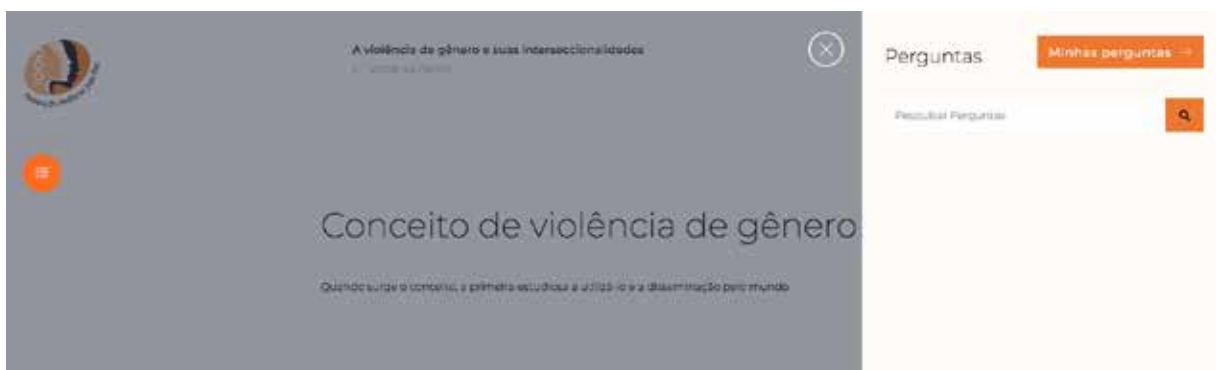 A violência de gênero e suas interseccionalidades
Perguntas
Minhas perguntas →
Pesquisar Perguntas
Conceito de violência de gênero
Quando surge o conceito, a primeira estudiosa a utilizá-lo e a disseminação pelo mundo